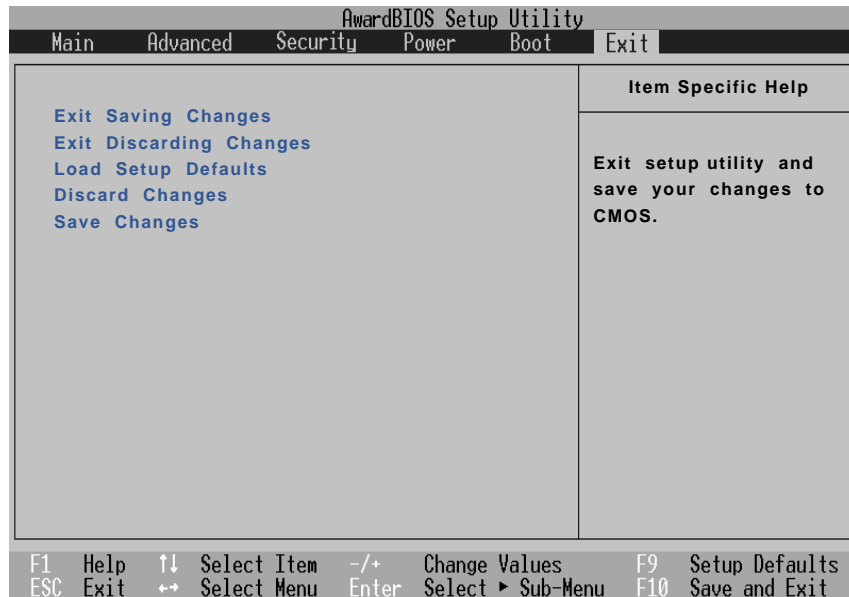 AwardBIOS Setup Utility
Main Advanced Security Power Boot Exit
Exit Saving Changes
Exit Discarding Changes
Load Setup Defaults
Discard Changes
Save Changes
Item Specific Help
Exit setup utility and
save your changes to
CMOS.
F1 Help ↑↓ Select Item -/+ Change Values F9 Setup Defaults
ESC Exit ←→ Select Menu Enter Select ▶ Sub-Menu F10 Save and Exit